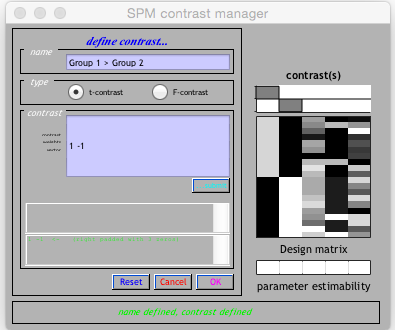 SPM contrast manager
define contrast...
name
Group 1 > Group 2
type
t-contrast
F-contrast
contrast
contrast
weights
vector
1 -1
Reset
Cancel
OK
contrast(s)
Design matrix
parameter estimability
name defined, contrast defined